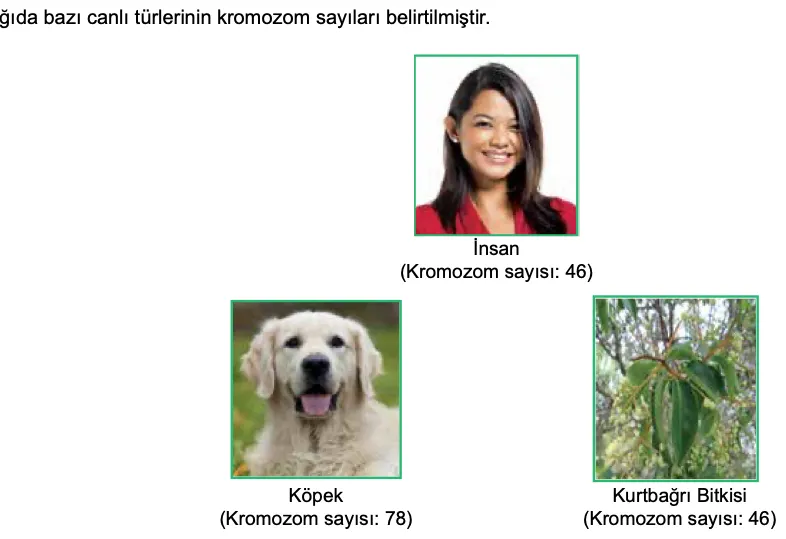 ğıda bazı canlı türlerinin kromozom sayıları belirtilmiştir.
İnsan
(Kromozom sayısı: 46)
Köpek
(Kromozom sayısı: 78)
Kurtbağrı Bitkisi
(Kromozom sayısı: 46)